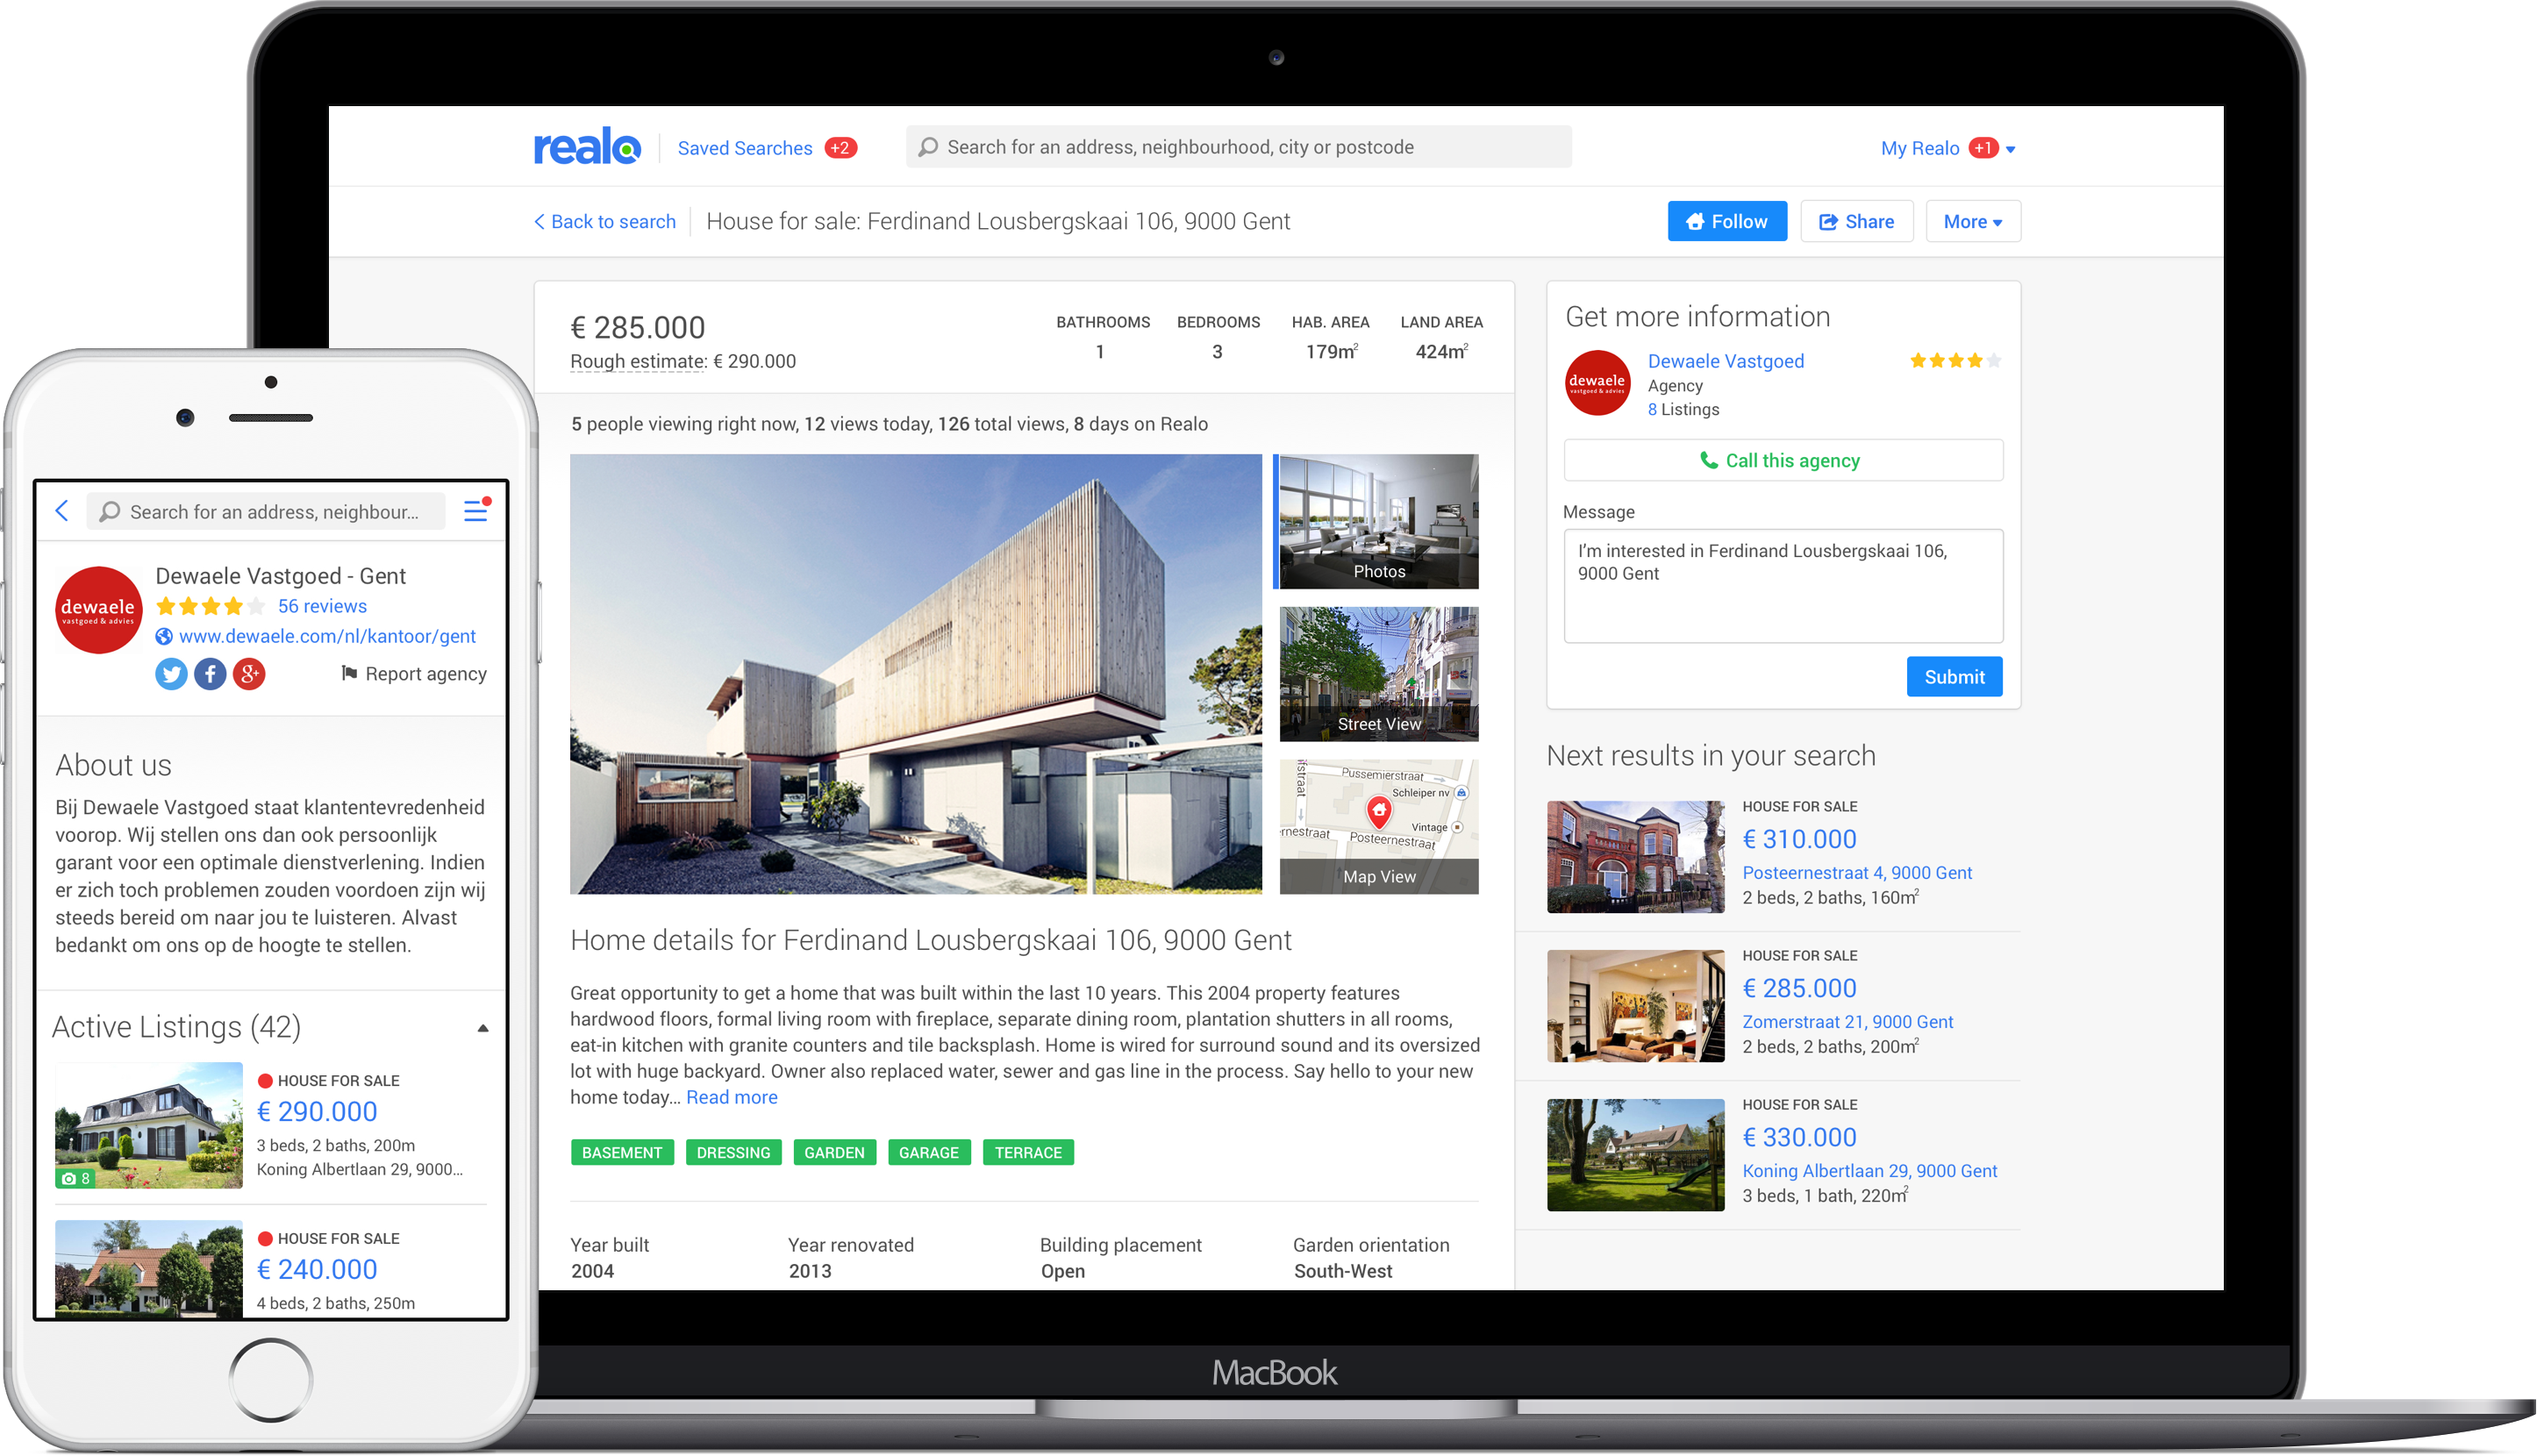 realo
Saved Searches +2
Search for an address, neighbourhood, city or postcode
My Realo +1
Back to search
House for sale: Ferdinand Lousbergskaai 106, 9000 Gent
Follow
Share
More
€ 285.000
Rough estimate: € 290.000
BATHROOMS
1
BEDROOMS
3
HAB. AREA
179m²
LAND AREA
424m²
5 people viewing right now, 12 views today, 126 total views, 8 days on Realo
Photos
Street View
Pussemierstraat
Schleiper nv
Vintage
Posteernestraat
Map View
Home details for Ferdinand Lousbergskaai 106, 9000 Gent
Great opportunity to get a home that was built within the last 10 years. This 2004 property features
hardwood floors, formal living room with fireplace, separate dining room, plantation shutters in all rooms,
eat-in kitchen with granite counters and tile backsplash. Home is wired for surround sound and its oversized
lot with huge backyard. Owner also replaced water, sewer and gas line in the process. Say hello to your new
home today... Read more
BASEMENT
DRESSING
GARDEN
GARAGE
TERRACE
Year built
2004
Year renovated
2013
Building placement
Open
Garden orientation
South-West
Get more information
dewaele
vastgoed & advies
Dewaele Vastgoed
Agency
8 Listings
Call this agency
Message
I'm interested in Ferdinand Lousbergskaai 106,
9000 Gent
Submit
Next results in your search
HOUSE FOR SALE
€ 310.000
Posteernestraat 4, 9000 Gent
2 beds, 2 baths, 160m²
HOUSE FOR SALE
€ 285.000
Zomerstraat 21, 9000 Gent
2 beds, 2 baths, 200m²
HOUSE FOR SALE
€ 330.000
Koning Albertlaan 29, 9000 Gent
3 beds, 1 bath, 220m²
MacBook
Search for an address, neighbour...
dewaele
vastgoed & advies
Dewaele Vastgoed - Gent
56 reviews
www.dewaele.com/nl/kantoor/gent
Report agency
About us
Bij Dewaele Vastgoed staat klantentevredenheid
voorop. Wij stellen ons dan ook persoonlijk
garant voor een optimale dienstverlening. Indien
er zich toch problemen zouden voordoen zijn wij
steeds bereid om naar jou te luisteren. Alvast
bedankt om ons op de hoogte te stellen.
Active Listings (42)
8
HOUSE FOR SALE
€ 290.000
3 beds, 2 baths, 200m
Koning Albertlaan 29, 9000...
HOUSE FOR SALE
€ 240.000
4 beds, 2 baths, 250m